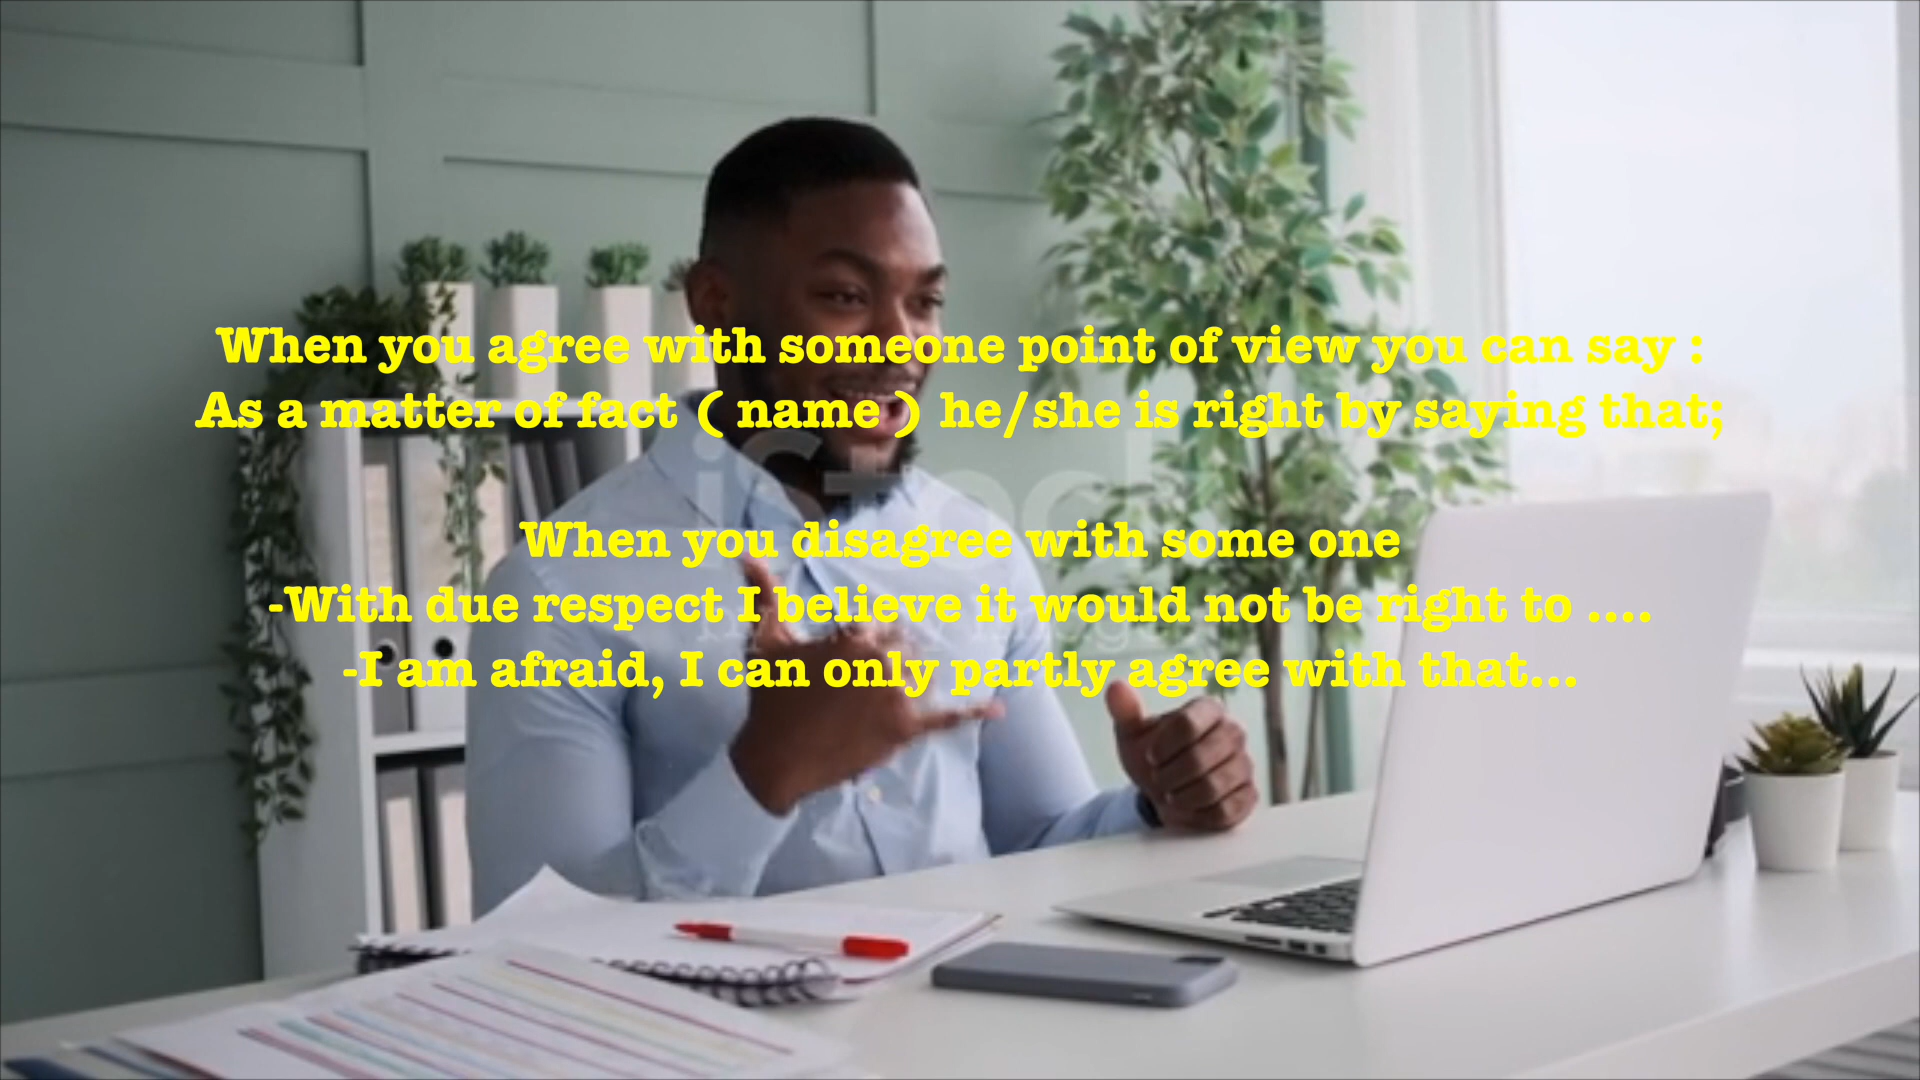 When you agree with someone point of view you can say :
As a matter of fact ( name ) he/she is right by saying that;
When you disagree with some one
-With due respect I believe it would not be right to ....
-I am afraid, I can only partly agree with that...
iStock